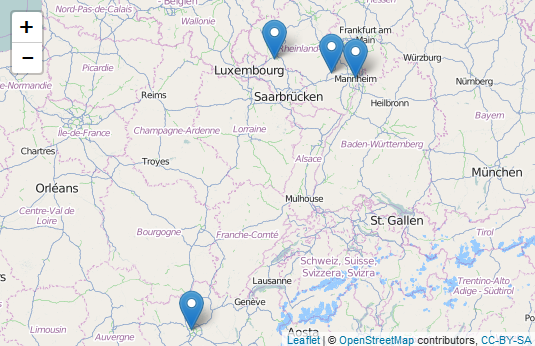 +
−
Nord-Pas-de-Calais
Wallonie
Hessen
Frankfurt am
Main
Rheinland
Würzburg
Luxembourg
Picardie
Mannheim
Nürnberg
Reims
Saarbrücken
Heilbronn
Île-de-France
Champagne-Ardenne
Lorraine
Bayern
Chartres
Troyes
Alsace
Baden-Württemberg
München
Orléans
Centre-Val de
Loire
Mulhouse
St. Gallen
Bourgogne
Franche-Comté
Tirol
Schweiz, Suisse,
Svizzera, Svizra
Lausanne
Trentino-Alto
Adige - Südtirol
Genève
Limousin
Auvergne
Aosta
Leaflet | © OpenStreetMap contributors, CC-BY-SA